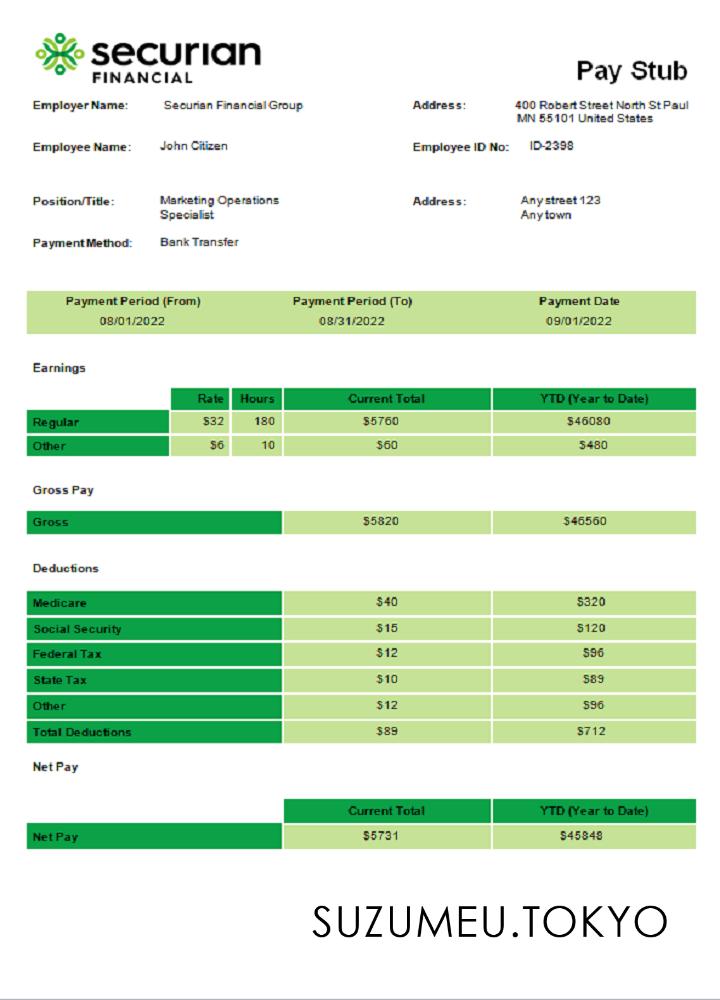 securian
FINANCIAL
Pay Stub
Employer Name: Securian Financial Group Address: 400 Robert Street North St Paul
MN 55101 United States
Employee Name: John Citizen Employee ID No: ID-2398
Position/Title: Marketing Operations Address: Any street 123
Specialist Any town
Payment Method: Bank Transfer
Payment Period (From) Payment Period (To) Payment Date
08/01/2022 08/31/2022 09/01/2022
Earnings
Rate Hours Current Total YTD (Year to Date)
Regular $32 180 $5760 $46080
Other $6 10 $60 $480
Gross Pay
Gross $5820 $46560
Deductions
Medicare $40 $320
Social Security $15 $120
Federal Tax $12 $96
State Tax $10 $89
Other $12 $96
Total Deductions $89 $712
Net Pay
Current Total YTD (Year to Date)
Net Pay $5731 $45848
SUZUMEU.TOKYO